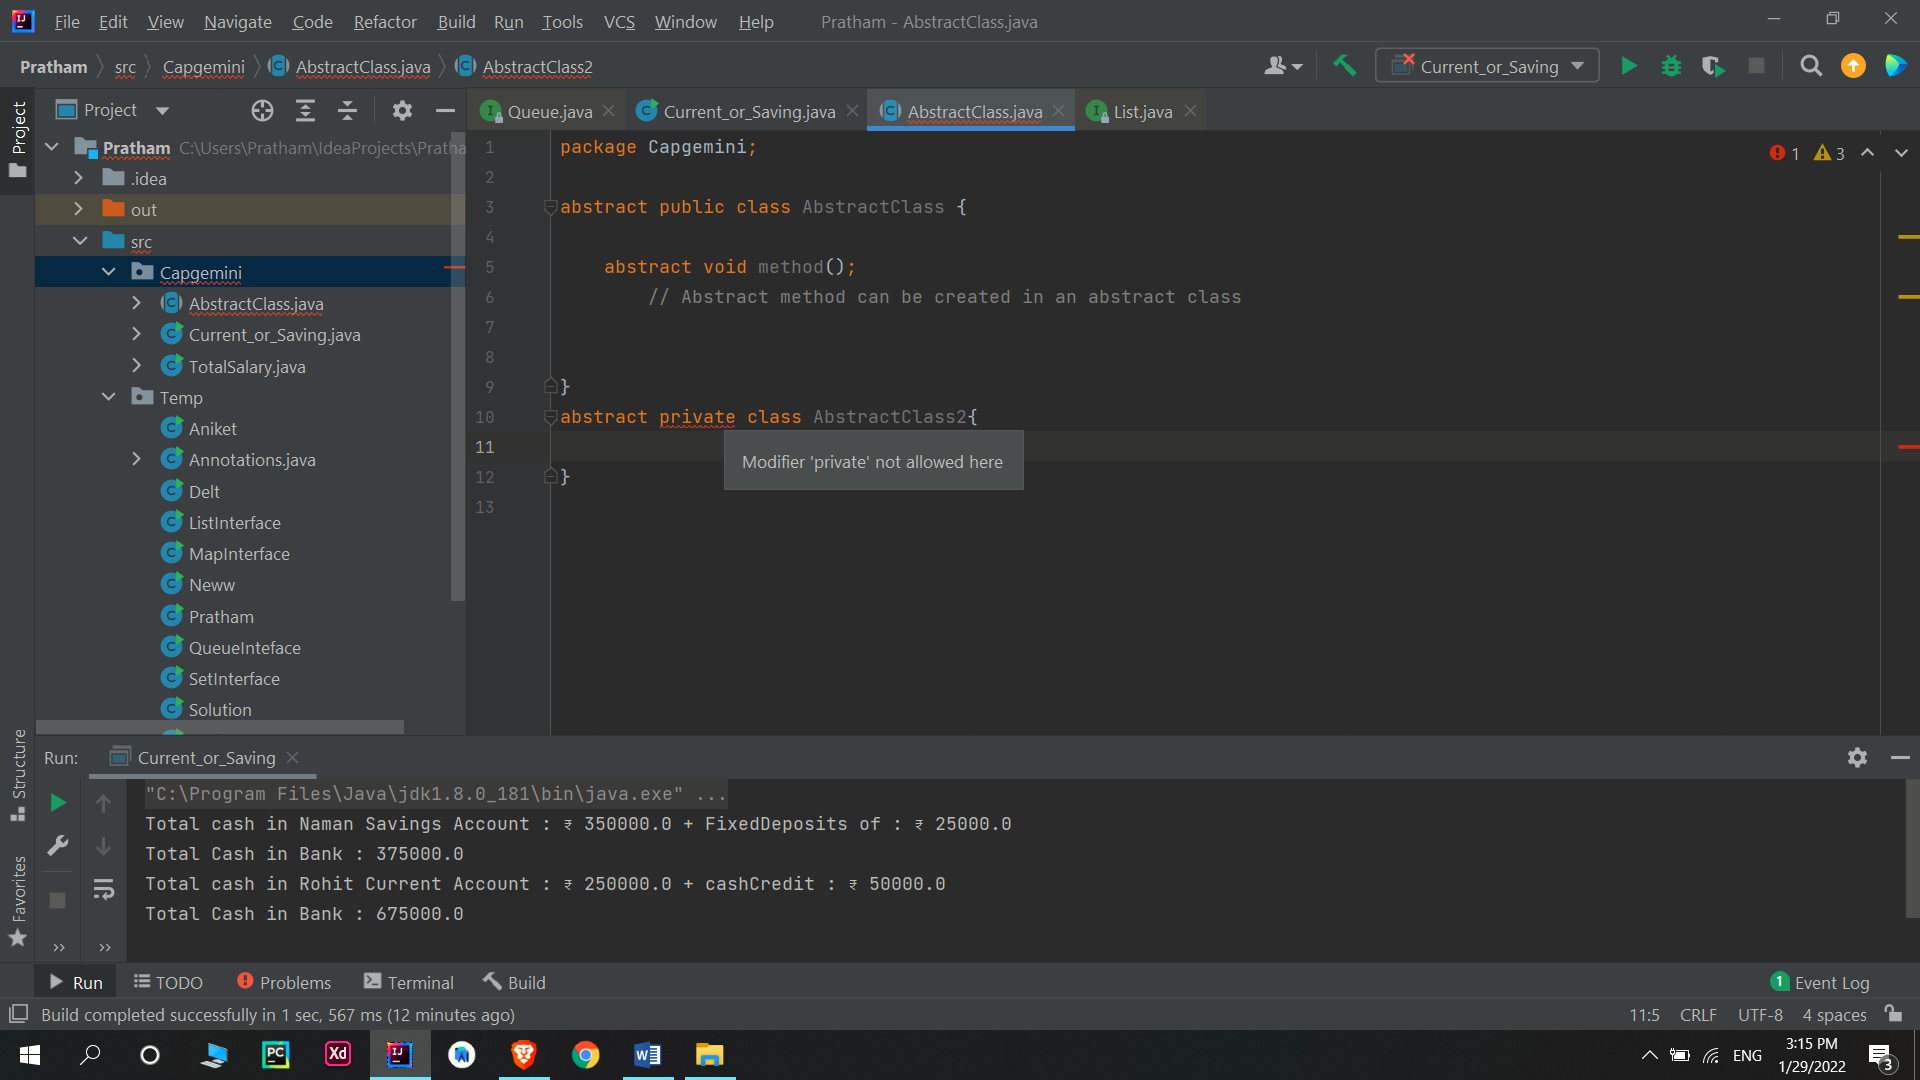 File Edit View Navigate Code Refactor Build Run Tools VCS Window Help Pratham - AbstractClass.java
Pratham src Capgemini AbstractClass.java AbstractClass2 Current_or_Saving
Project
Project
Queue.java Current_or_Saving.java AbstractClass.java List.java
Pratham C:\Users\Pratham\IdeaProjects\Pratha
.idea
out
src
Capgemini
AbstractClass.java
Current_or_Saving.java
TotalSalary.java
Temp
Aniket
Annotations.java
Delt
ListInterface
MapInterface
Neww
Pratham
QueueInteface
SetInterface
Solution
1 package Capgemini;
1 3
2
3 abstract public class AbstractClass {
4
5 abstract void method();
6 // Abstract method can be created in an abstract class
7
8
9 }
10 abstract private class AbstractClass2{
11
Modifier 'private' not allowed here
12 }
13
Structure
Favorites
Run: Current_or_Saving
"C:\Program Files\Java\jdk1.8.0_181\bin\java.exe" ...
Total cash in Naman Savings Account : ₹ 350000.0 + FixedDeposits of : ₹ 25000.0
Total Cash in Bank : 375000.0
Total cash in Rohit Current Account : ₹ 250000.0 + cashCredit : ₹ 50000.0
Total Cash in Bank : 675000.0
Run TODO Problems Terminal Build 1 Event Log
Build completed successfully in 1 sec, 567 ms (12 minutes ago) 11:5 CRLF UTF-8 4 spaces
ENG
3:15 PM
1/29/2022
3